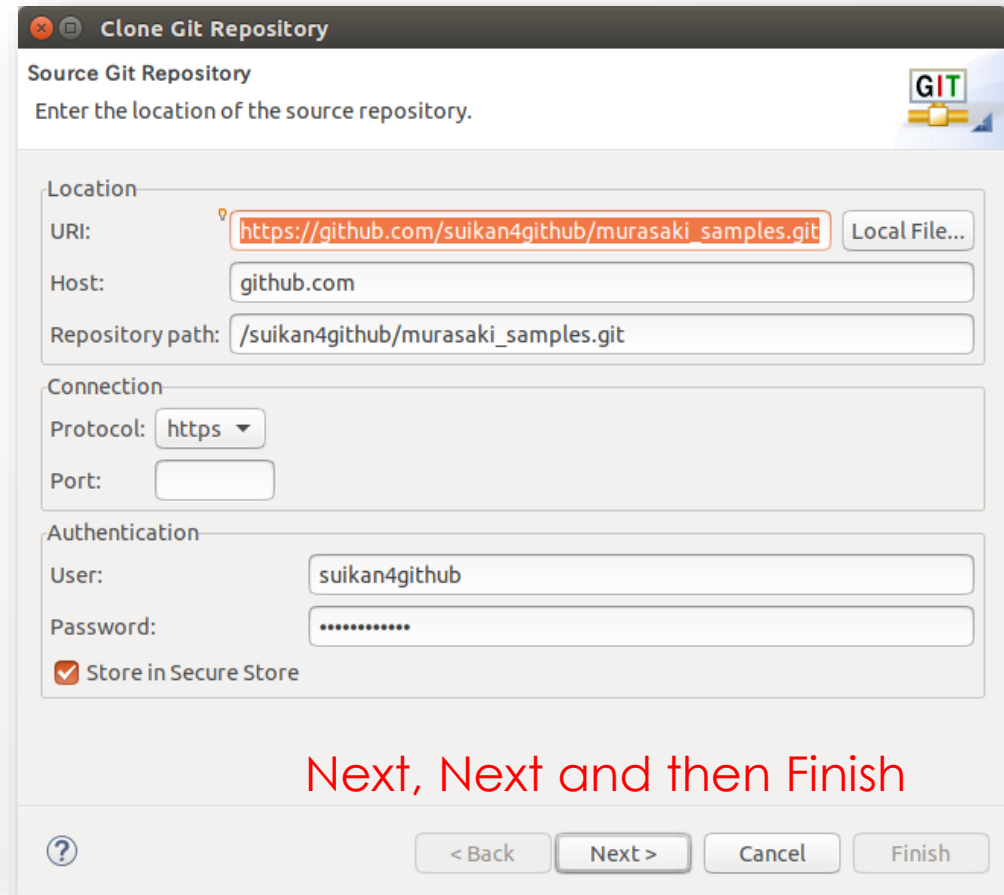 Clone Git Repository
Source Git Repository
Enter the location of the source repository.
GIT
Location
URI: https://github.com/suikan4github/murasaki_samples.git Local File...
Host: github.com
Repository path: /suikan4github/murasaki_samples.git
Connection
Protocol: https
Port:
Authentication
User: suikan4github
Password: ••••••••••••
Store in Secure Store
Next, Next and then Finish
? < Back Next > Cancel Finish